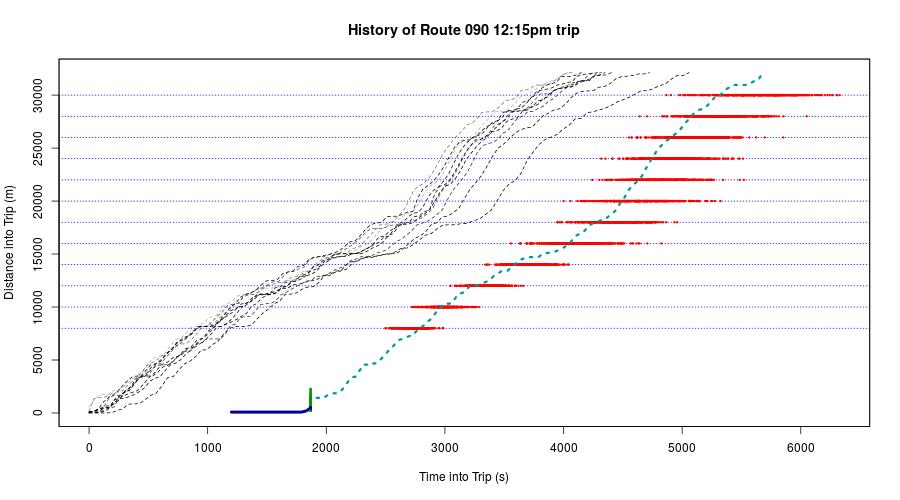 History of Route 090 12:15pm trip
Distance Into Trip (m)
30000
25000
20000
15000
10000
5000
0
0 1000 2000 3000 4000 5000 6000
Time into Trip (s)